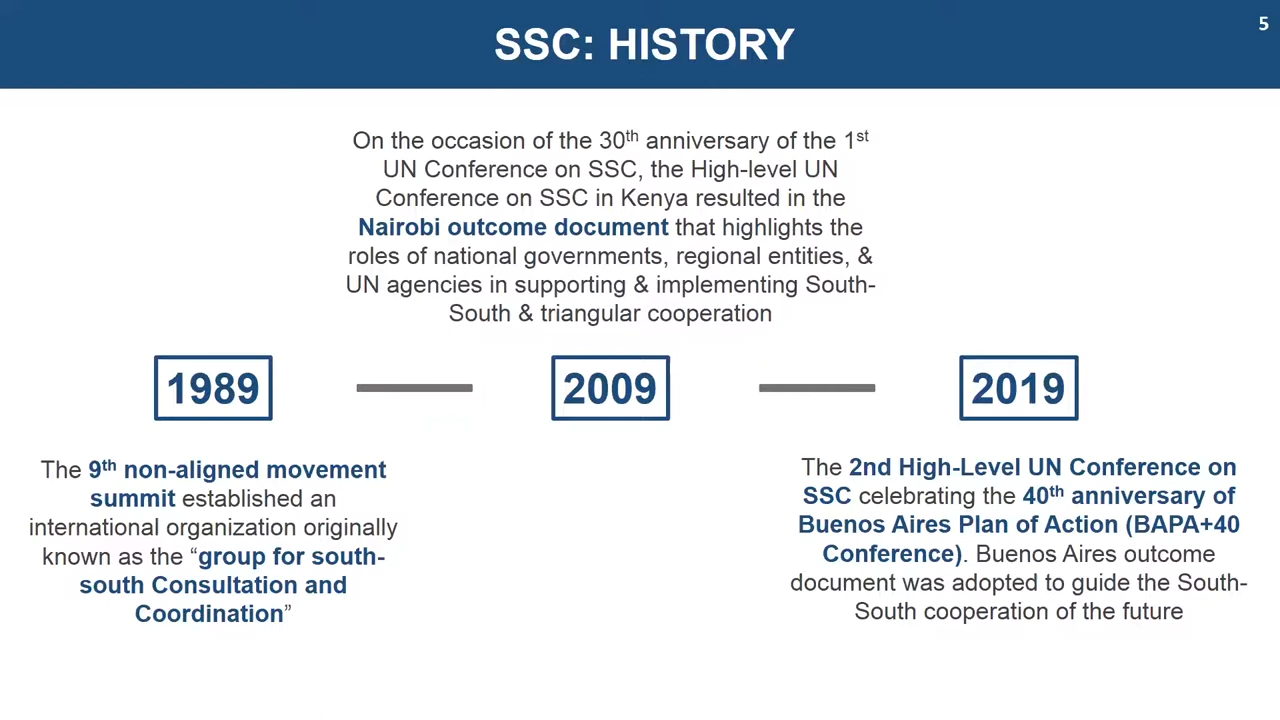 5
SSC: HISTORY
On the occasion of the 30th anniversary of the 1st
UN Conference on SSC, the High-level UN
Conference on SSC in Kenya resulted in the
Nairobi outcome document that highlights the
roles of national governments, regional entities, &
UN agencies in supporting & implementing South-
South & triangular cooperation
1989
2009
2019
The 9th non-aligned movement
summit established an
international organization originally
known as the “group for south-
south Consultation and
Coordination”
The 2nd High-Level UN Conference on
SSC celebrating the 40th anniversary of
Buenos Aires Plan of Action (BAPA+40
Conference). Buenos Aires outcome
document was adopted to guide the South-
South cooperation of the future